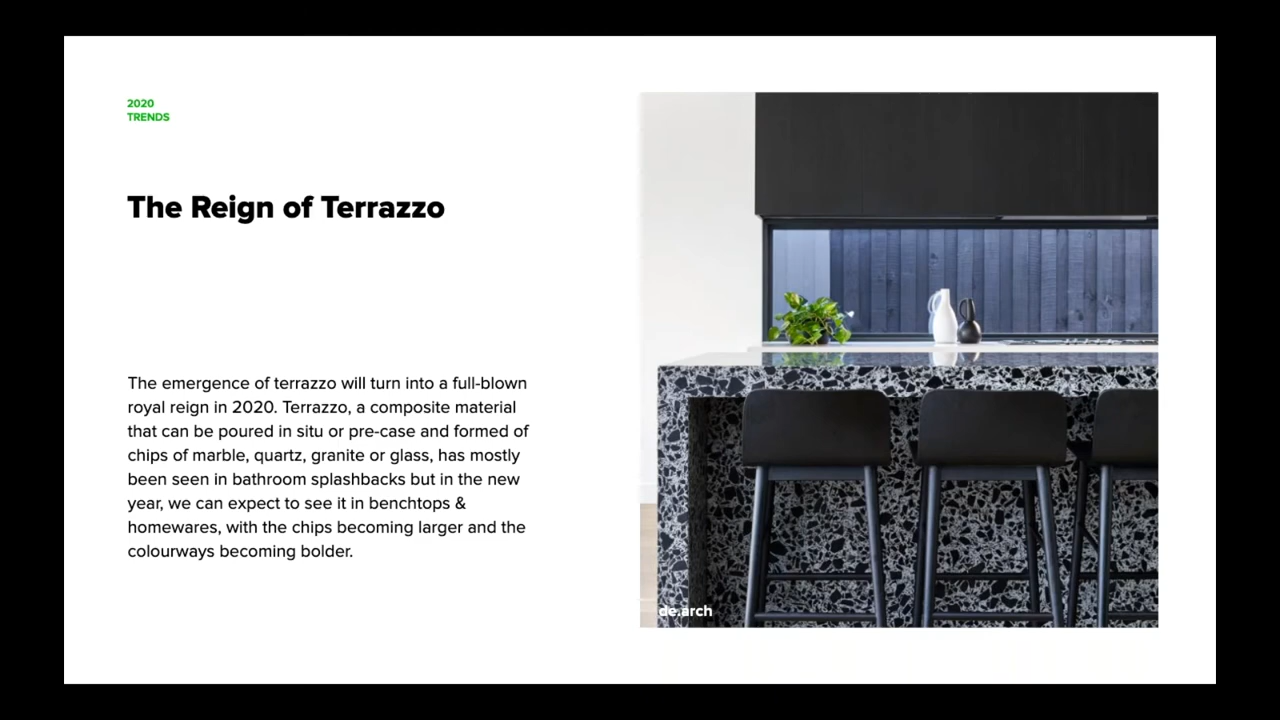 2020
TRENDS
The Reign of Terrazzo
The emergence of terrazzo will turn into a full-blown
royal reign in 2020. Terrazzo, a composite material
that can be poured in situ or pre-case and formed of
chips of marble, quartz, granite or glass, has mostly
been seen in bathroom splashbacks but in the new
year, we can expect to see it in benchtops &
homewares, with the chips becoming larger and the
colourways becoming bolder.
de.arch